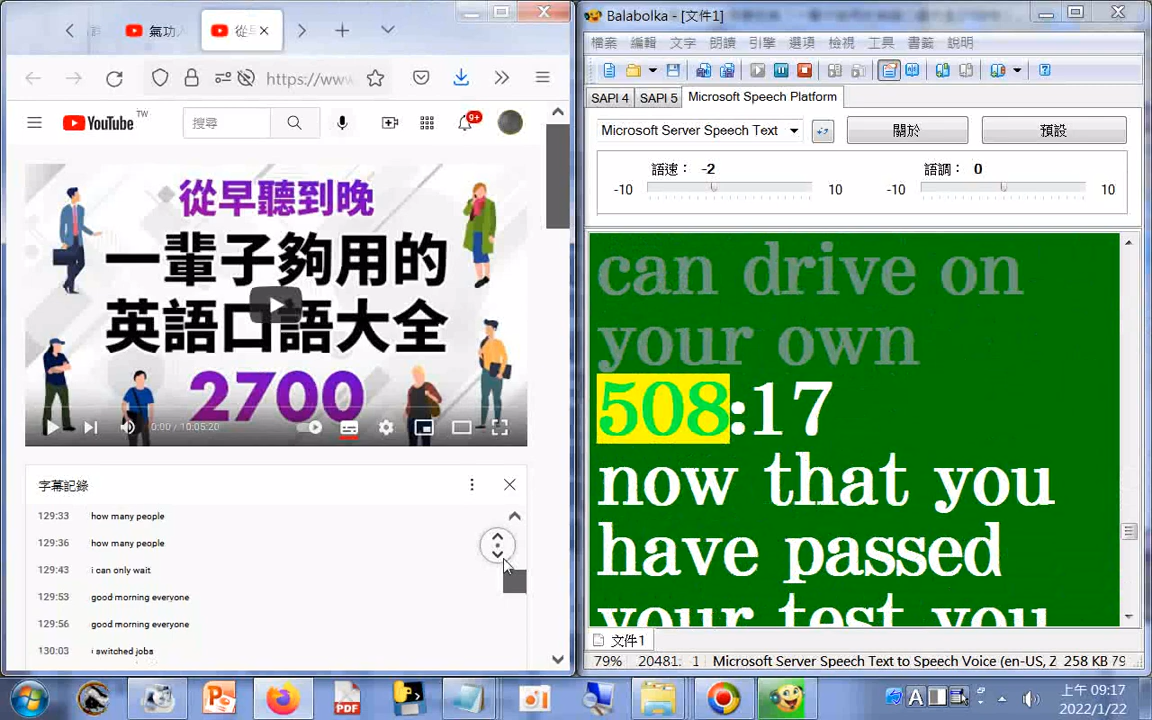 氣功
從
https://www
YouTube TW
搜尋
9+
從早聽到晚
一輩子夠用的
英語口語大全
2700
0:00 / 10:05:20
字幕記錄
129:33 how many people
129:36 how many people
129:43 i can only wait
129:53 good morning everyone
129:56 good morning everyone
130:03 i switched jobs
Balabolka - [文件1]
檔案 編輯 文字 朗讀 引擎 選項 檢視 工具 書籤 說明
SAPI 4 SAPI 5 Microsoft Speech Platform
Microsoft Server Speech Text 關於 預設
語速： -2 語調： 0
-10 10 -10 10
can drive on
your own
508:17
now that you
have passed
your test you
文件1
79% 20481: 1 Microsoft Server Speech Text to Speech Voice (en-US, Z 258 KB 79
PDF
A
上午 09:17
2022/1/22